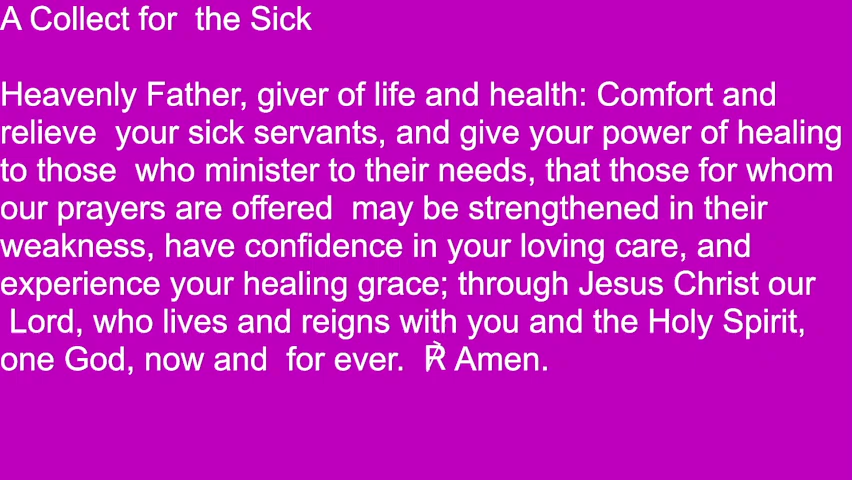 A Collect for  the Sick
Heavenly Father, giver of life and health: Comfort and
relieve  your sick servants, and give your power of healing
to those  who minister to their needs, that those for whom
our prayers are offered  may be strengthened in their
weakness, have confidence in your loving care, and
experience your healing grace; through Jesus Christ our
 Lord, who lives and reigns with you and the Holy Spirit,
one God, now and  for ever.  ℟ Amen.